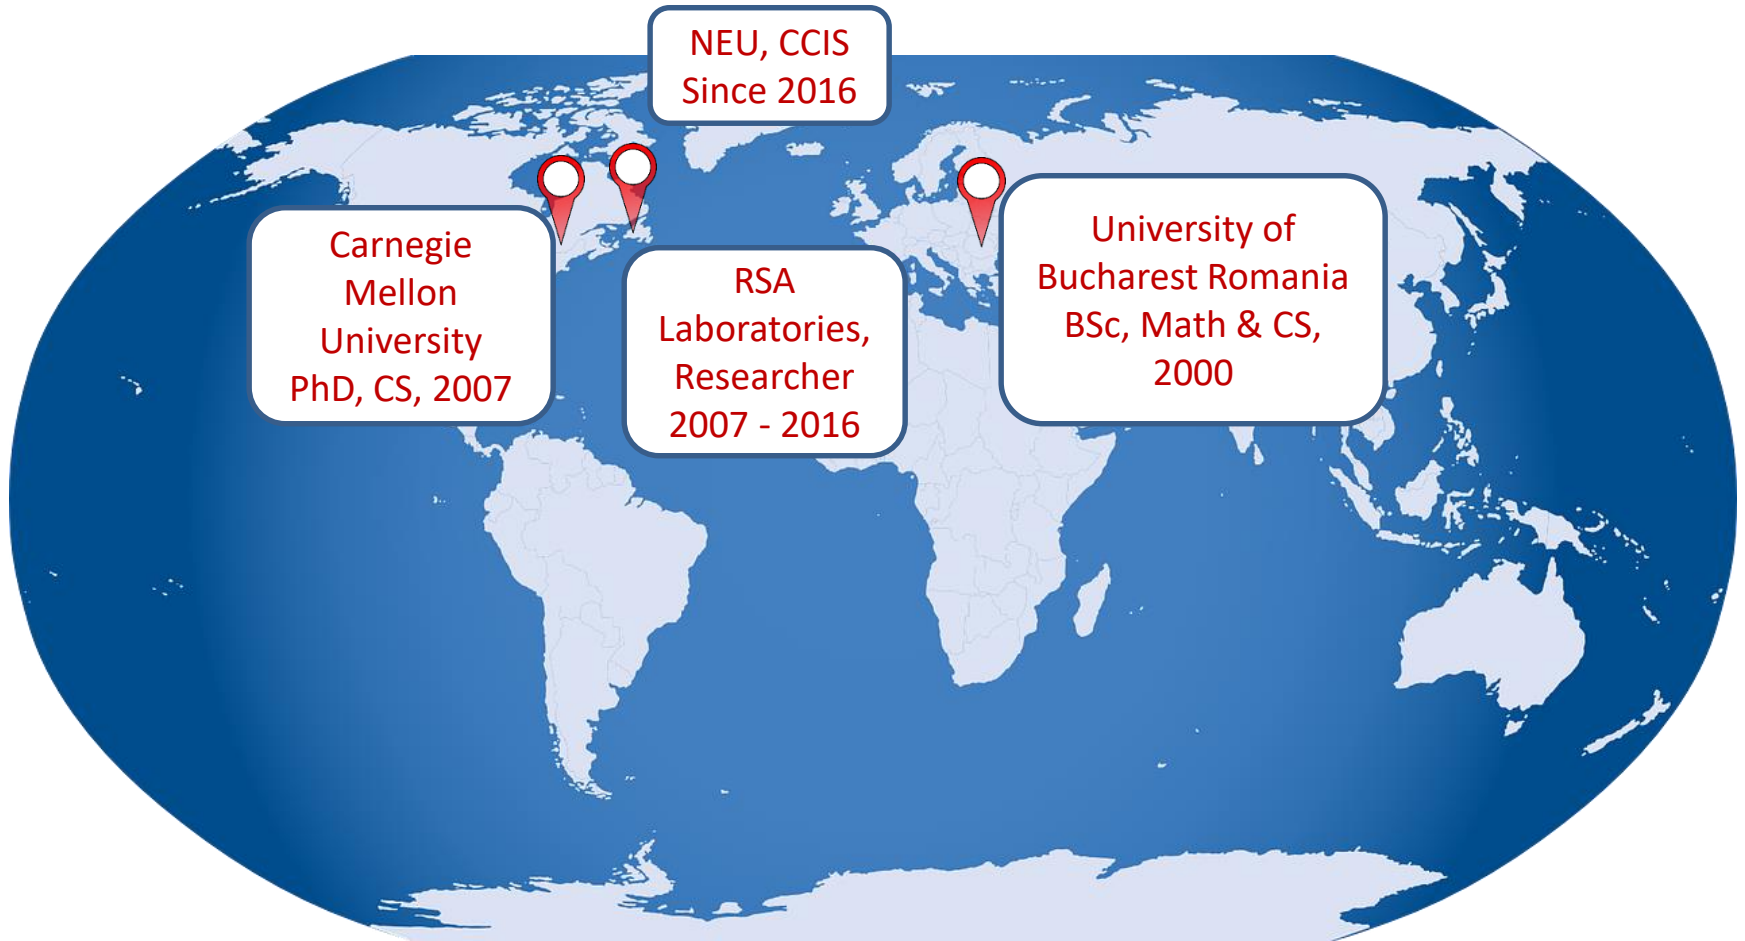 NEU, CCIS
Since 2016
Carnegie
Mellon
University
PhD, CS, 2007
RSA
Laboratories,
Researcher
2007 - 2016
University of
Bucharest Romania
BSc, Math & CS,
2000